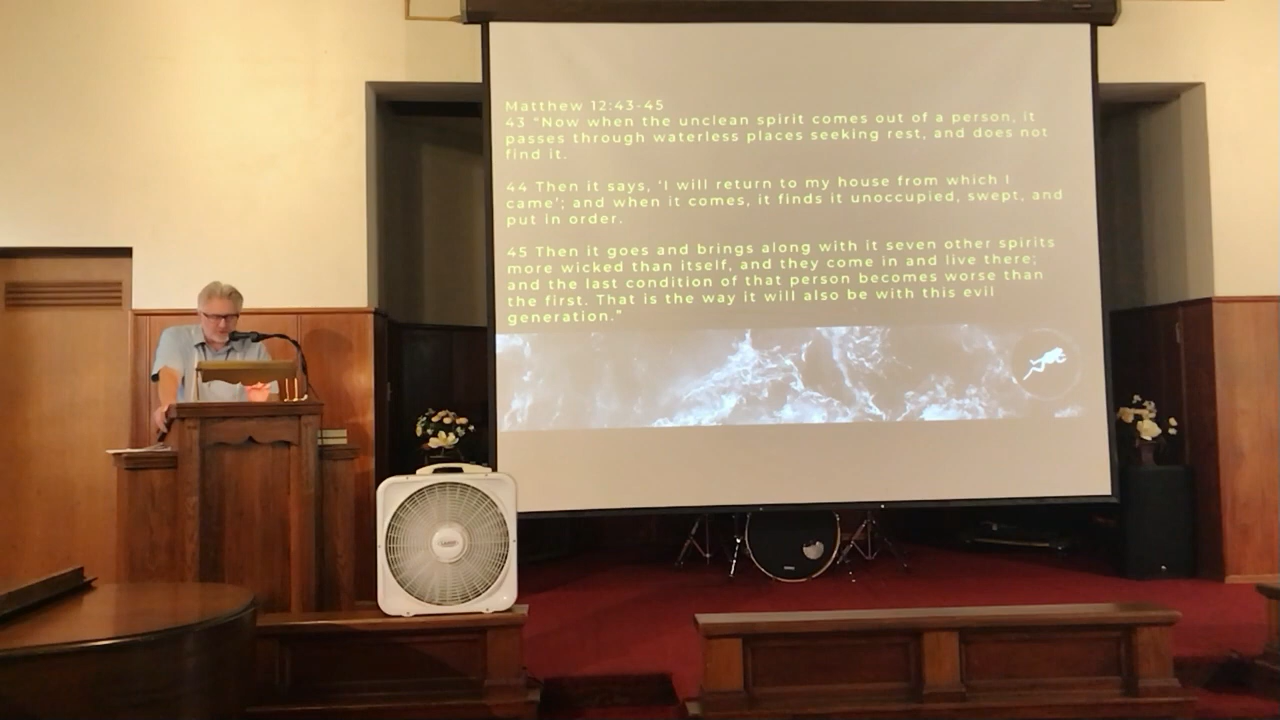 Matthew 12:43-45
43 “Now when the unclean spirit comes out of a person, it
passes through waterless places seeking rest, and does not
find it.
44 Then it says, ‘I will return to my house from which I
came’; and when it comes, it finds it unoccupied, swept, and
put in order.
45 Then it goes and brings along with it seven other spirits
more wicked than itself, and they come in and live there;
and the last condition of that person becomes worse than
the first. That is the way it will also be with this evil
generation.”